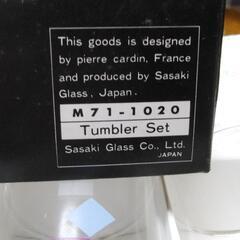 This goods is designed
by pierre cardin, France
and produced by Sasaki
Glass, Japan.
M71-1020
Tumbler Set
Sasaki Glass Co., Ltd.
JAPAN